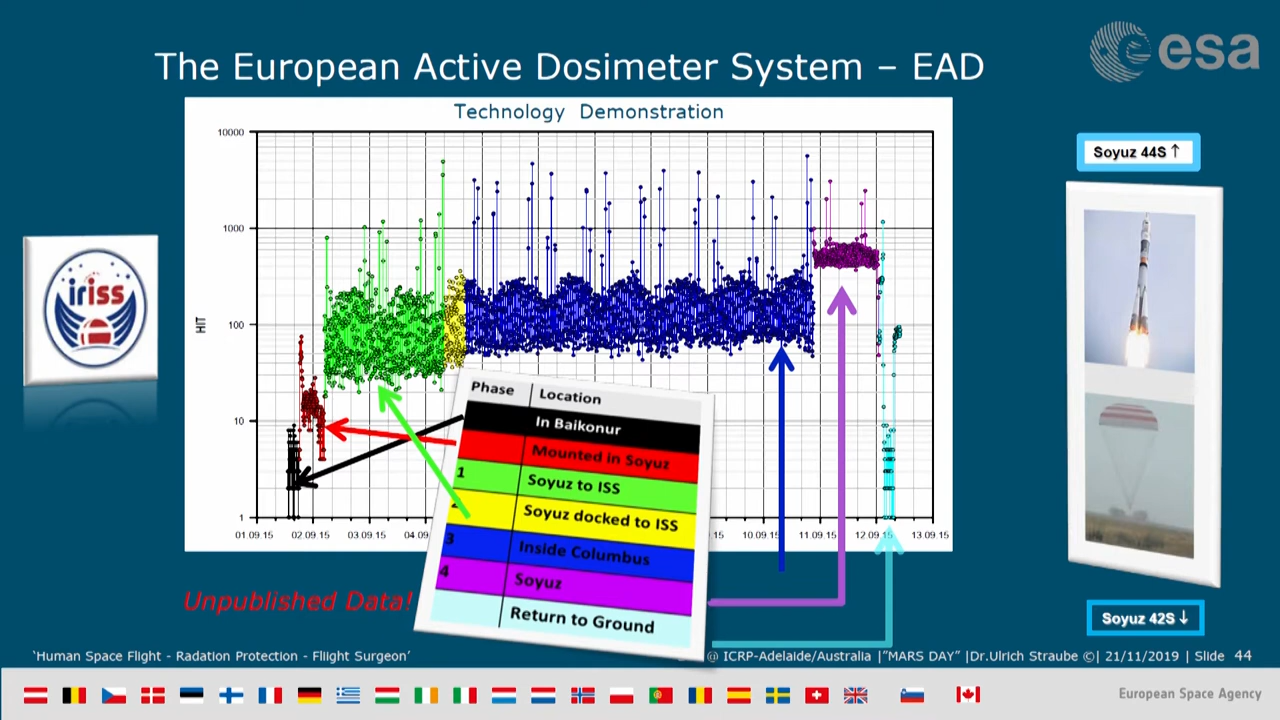 The European Active Dosimeter System – EAD
esa
Technology Demonstration
Soyuz 44S ↑
iriss
HIT
10000
1000
100
10
1
01.09.15 02.09.15 03.09.15 10.09.15 11.09.15 12.09.15 13.09.15
Phase Location
In Baikonur
Mounted in Soyuz
1 Soyuz to ISS
2 Soyuz docked to ISS
3 Inside Columbus
4 Soyuz
Return to Ground
Unpublished Data!
Soyuz 42S ↓
‘Human Space Flight - Radiation Protection - Fliight Surgeon’
@ ICRP-Adelaide/Australia |“MARS DAY” |Dr.Ulrich Straube ©| 21/11/2019 | Slide 44
European Space Agency